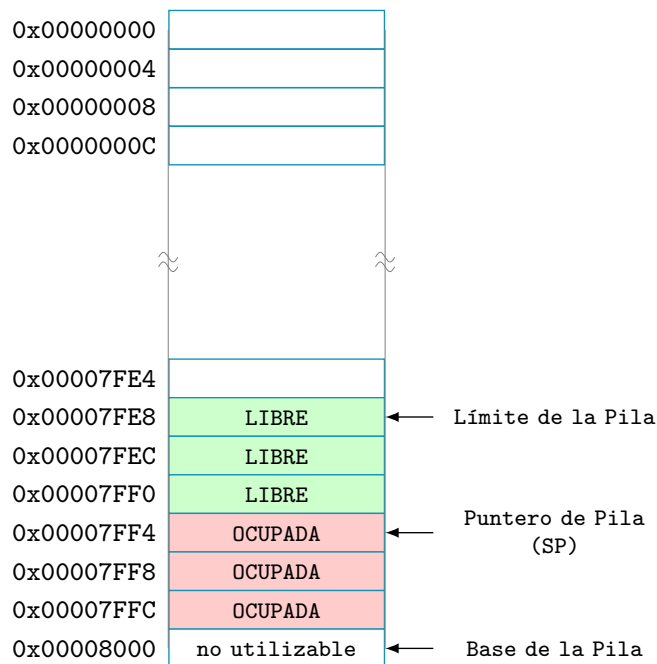 0x00000000
0x00000004
0x00000008
0x0000000C
0x00007FE4
0x00007FE8 LIBRE Límite de la Pila
0x00007FEC LIBRE
0x00007FF0 LIBRE
0x00007FF4 OCUPADA Puntero de Pila
(SP)
0x00007FF8 OCUPADA
0x00007FFC OCUPADA
0x00008000 no utilizable Base de la Pila